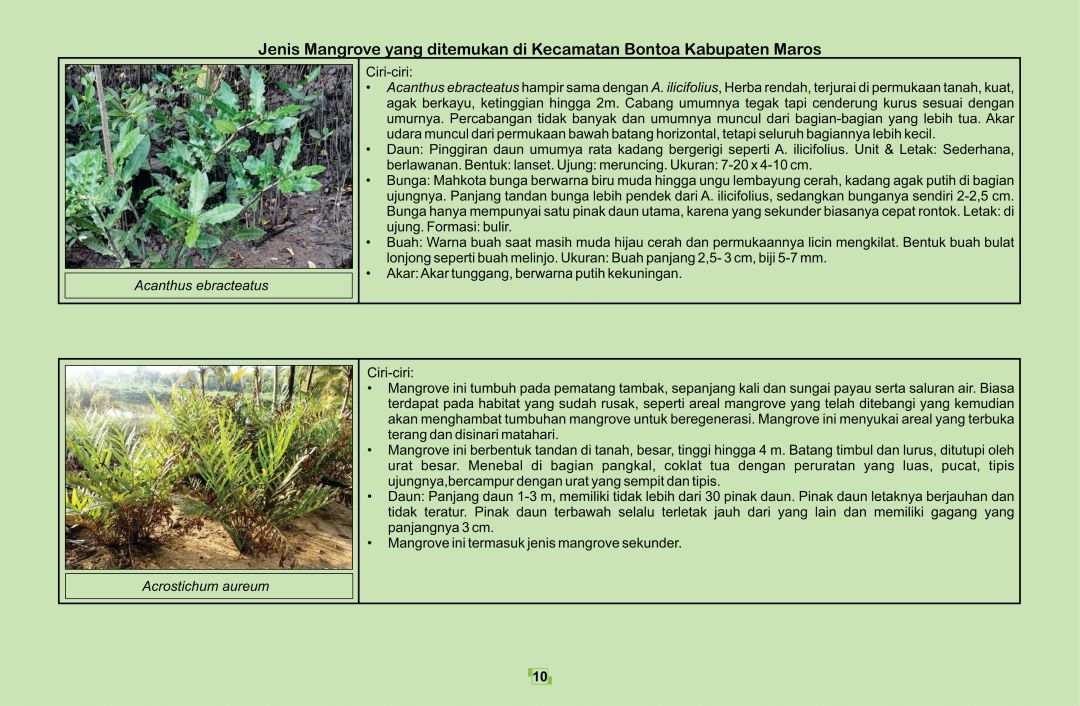 Jenis Mangrove yang ditemukan di Kecamatan Bontoa Kabupaten Maros
Ciri-ciri:
• Acanthus ebracteatus hampir sama dengan A. ilicifolius, Herba rendah, terjurai di permukaan tanah, kuat,
agak berkayu, ketinggian hingga 2m. Cabang umumnya tegak tapi cenderung kurus sesuai dengan
umurnya. Percabangan tidak banyak dan umumnya muncul dari bagian-bagian yang lebih tua. Akar
udara muncul dari permukaan bawah batang horizontal, tetapi seluruh bagiannya lebih kecil.
• Daun: Pinggiran daun umumya rata kadang bergerigi seperti A. ilicifolius. Unit & Letak: Sederhana,
berlawanan. Bentuk: lanset. Ujung: meruncing. Ukuran: 7-20 x 4-10 cm.
• Bunga: Mahkota bunga berwarna biru muda hingga ungu lembayung cerah, kadang agak putih di bagian
ujungnya. Panjang tandan bunga lebih pendek dari A. ilicifolius, sedangkan bunganya sendiri 2-2,5 cm.
Bunga hanya mempunyai satu pinak daun utama, karena yang sekunder biasanya cepat rontok. Letak: di
ujung. Formasi: bulir.
• Buah: Warna buah saat masih muda hijau cerah dan permukaannya licin mengkilat. Bentuk buah bulat
lonjong seperti buah melinjo. Ukuran: Buah panjang 2,5- 3 cm, biji 5-7 mm.
• Akar: Akar tunggang, berwarna putih kekuningan.
Acanthus ebracteatus
Ciri-ciri:
• Mangrove ini tumbuh pada pematang tambak, sepanjang kali dan sungai payau serta saluran air. Biasa
terdapat pada habitat yang sudah rusak, seperti areal mangrove yang telah ditebangi yang kemudian
akan menghambat tumbuhan mangrove untuk beregenerasi. Mangrove ini menyukai areal yang terbuka
terang dan disinari matahari.
• Mangrove ini berbentuk tandan di tanah, besar, tinggi hingga 4 m. Batang timbul dan lurus, ditutupi oleh
urat besar. Menebal di bagian pangkal, coklat tua dengan peruratan yang luas, pucat, tipis
ujungnya,bercampur dengan urat yang sempit dan tipis.
• Daun: Panjang daun 1-3 m, memiliki tidak lebih dari 30 pinak daun. Pinak daun letaknya berjauhan dan
tidak teratur. Pinak daun terbawah selalu terletak jauh dari yang lain dan memiliki gagang yang
panjangnya 3 cm.
• Mangrove ini termasuk jenis mangrove sekunder.
Acrostichum aureum
10